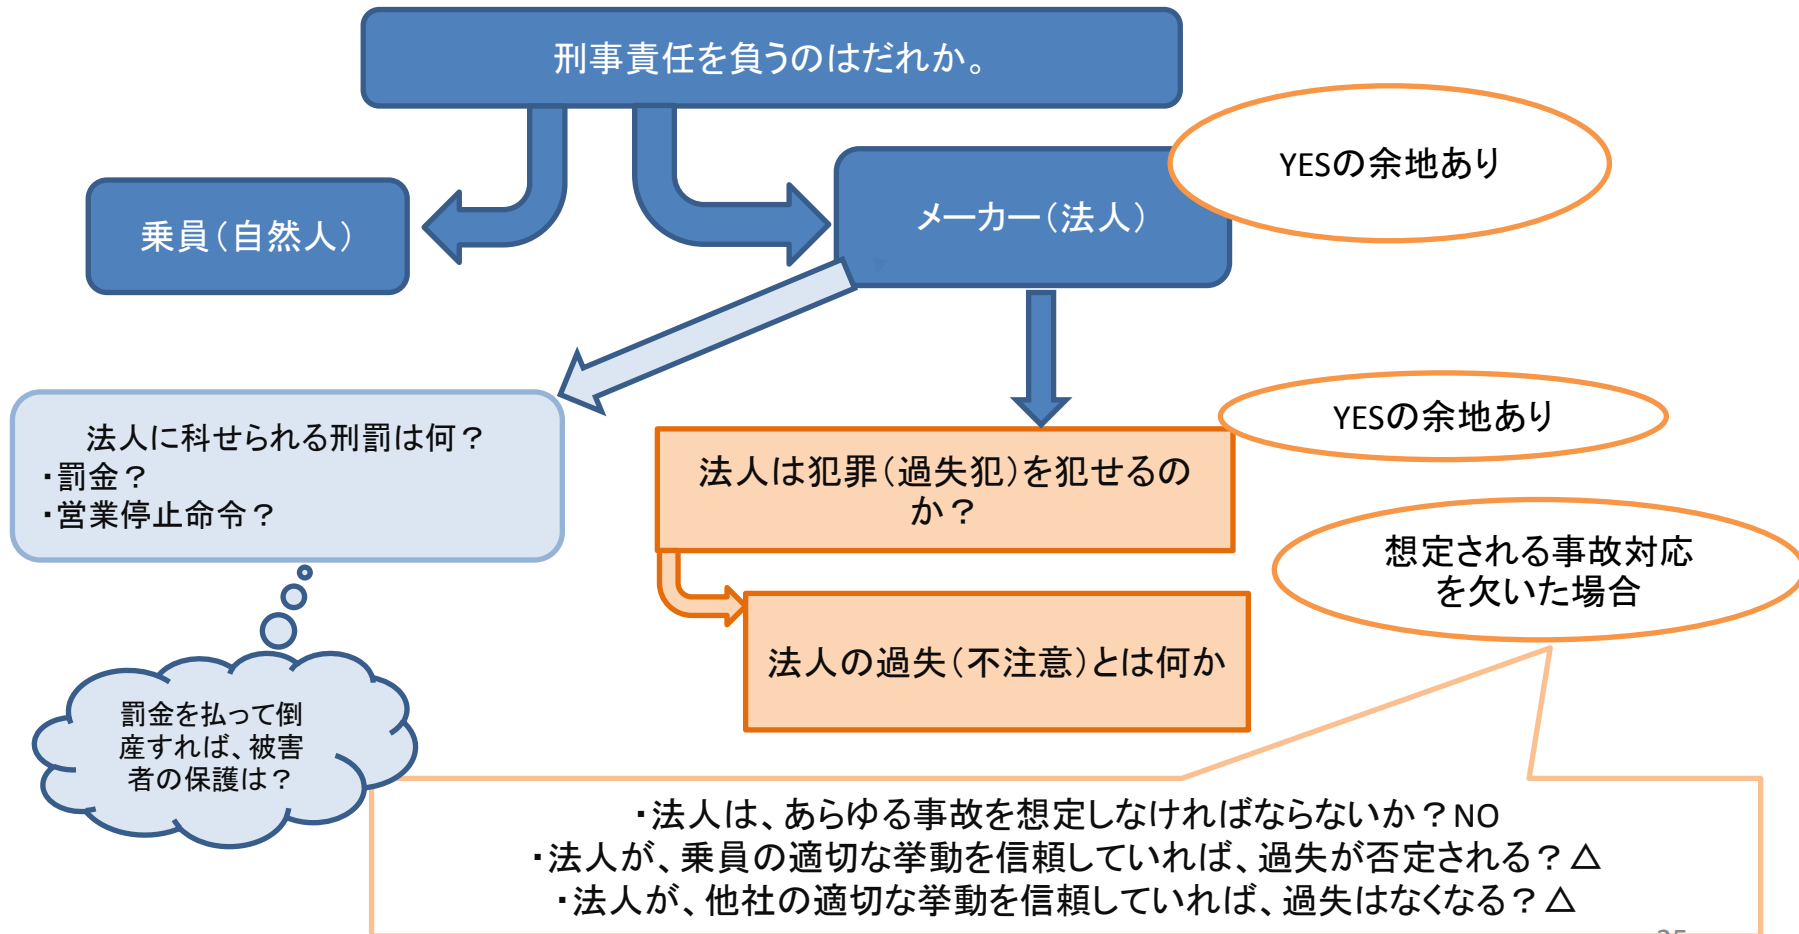 刑事責任を負うのはだれか。
YESの余地あり
乗員（自然人）
メーカー（法人）
法人に科せられる刑罰は何？
・罰金？
・営業停止命令？
YESの余地あり
法人は犯罪（過失犯）を犯せるの
か？
想定される事故対応
を欠いた場合
法人の過失（不注意）とは何か
罰金を払って倒
産すれば、被害
者の保護は？
・法人は、あらゆる事故を想定しなければならないか？NO
・法人が、乗員の適切な挙動を信頼していれば、過失が否定される？△
・法人が、他社の適切な挙動を信頼していれば、過失はなくなる？△